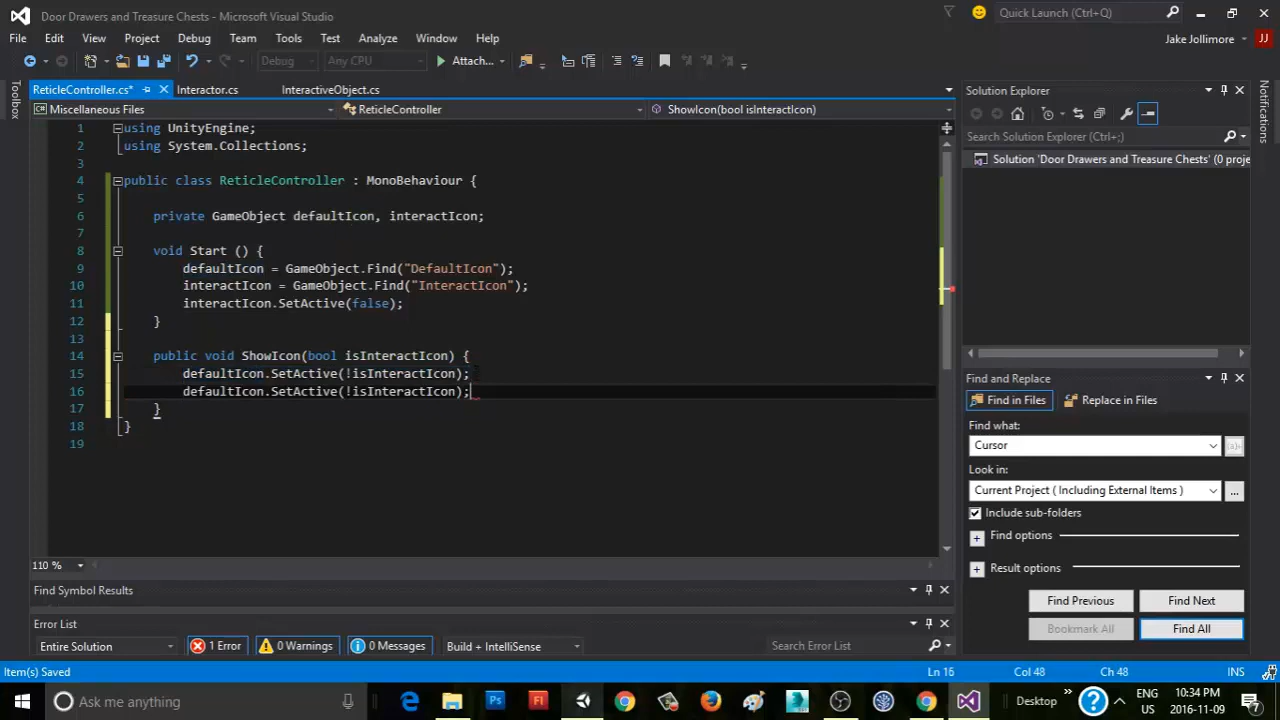 Door Drawers and Treasure Chests - Microsoft Visual Studio
Quick Launch (Ctrl+Q)
File Edit View Project Debug Team Tools Test Analyze Window Help
Jake Jollimore JJ
Debug Any CPU Attach...
Toolbox
ReticleController.cs* Interactor.cs InteractiveObject.cs
Miscellaneous Files ReticleController ShowIcon(bool isInteractIcon)
1 using UnityEngine;
2 using System.Collections;
3
4 public class ReticleController : MonoBehaviour {
5
6 private GameObject defaultIcon, interactIcon;
7
8 void Start () {
9 defaultIcon = GameObject.Find("DefaultIcon");
10 interactIcon = GameObject.Find("InteractIcon");
11 interactIcon.SetActive(false);
12 }
13
14 public void ShowIcon(bool isInteractIcon) {
15 defaultIcon.SetActive(!isInteractIcon);
16 defaultIcon.SetActive(!isInteractIcon);
17 }
18 }
19
110 %
Solution Explorer
Search Solution Explorer (Ctrl+;)
Solution 'Door Drawers and Treasure Chests' (0 proje
Notifications
Find and Replace
Find in Files Replace in Files
Find what:
Cursor
Look in:
Current Project ( Including External Items )
...
Include sub-folders
Find options
Result options
Find Previous Find Next
Bookmark All Find All
Find Symbol Results
Error List
Entire Solution 1 Error 0 Warnings 0 Messages Build + IntelliSense Search Error List
Item(s) Saved Ln 16 Col 48 Ch 48 INS
Ask me anything
Ps Fl
Desktop
ENG
US
10:34 PM
2016-11-09